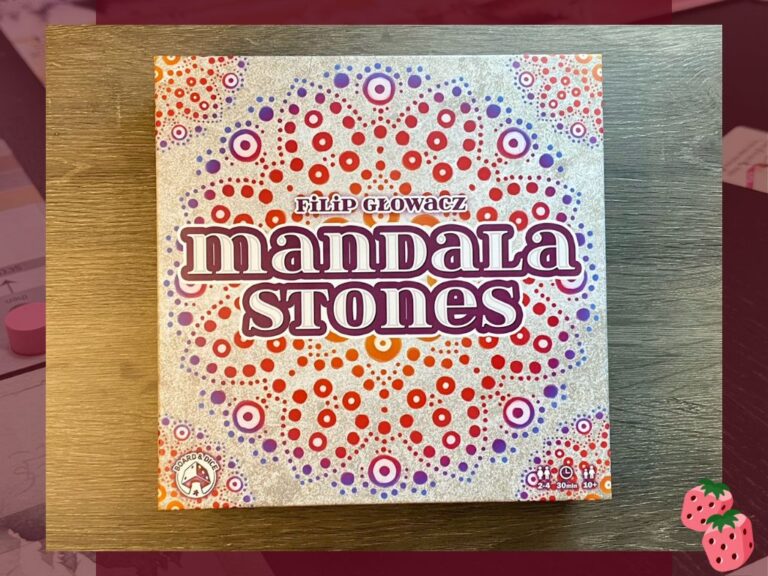 FILIP GŁOWACZ
MANDALA
STONES
BOARD & DICE
2-4 30min 10+